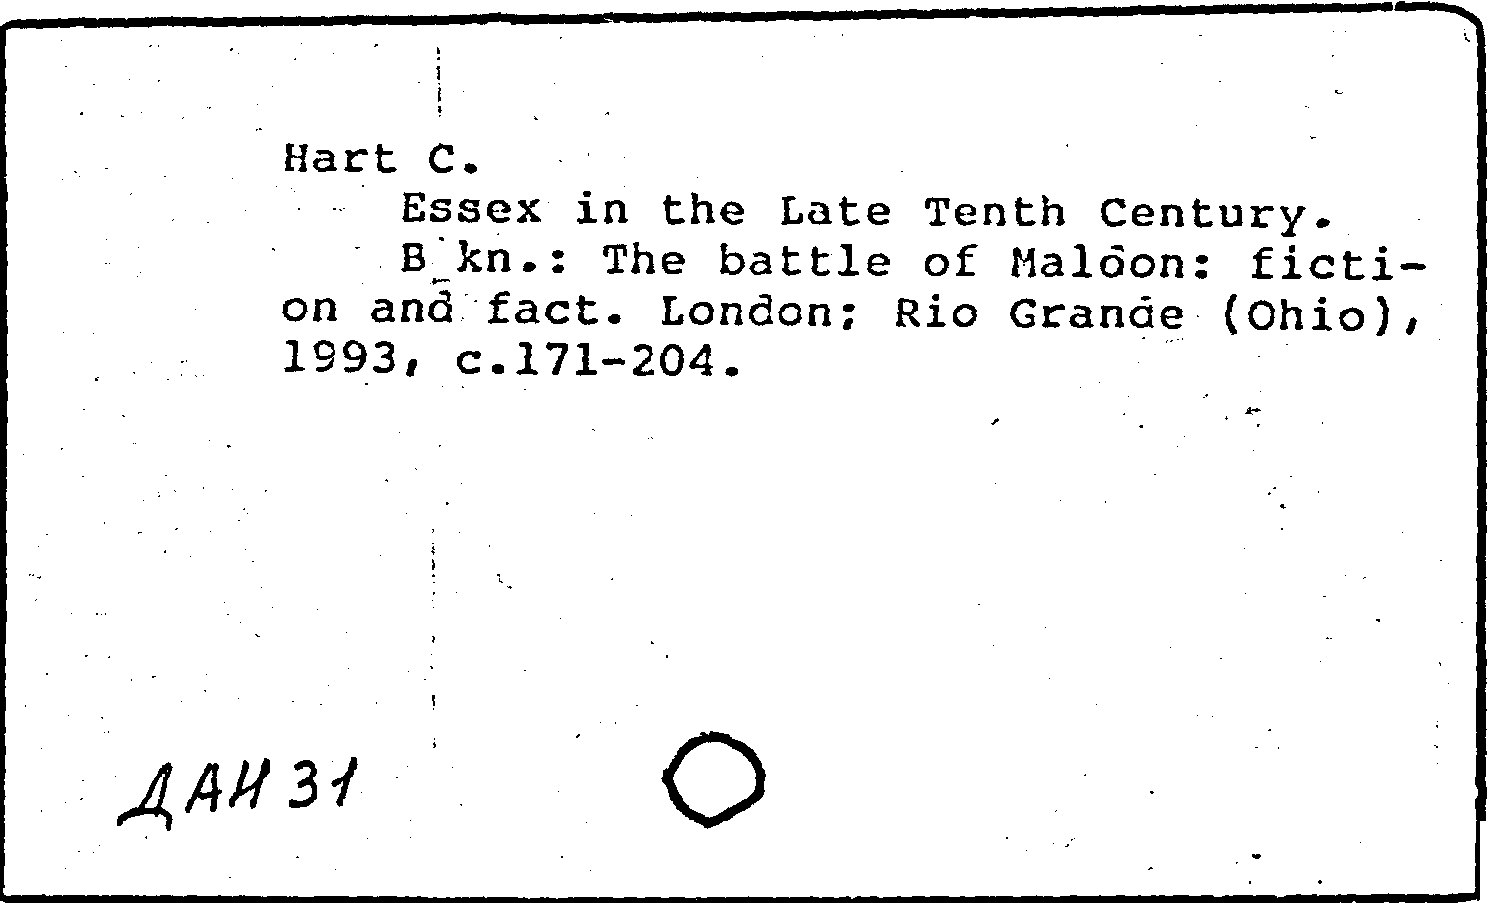 Hart C.
Essex in the Late Tenth Century.
B kn.: The battle of Maldon: ficti-
on and fact. London; Rio Grande (Ohio),
1993, c.171-204.
ДАН 31